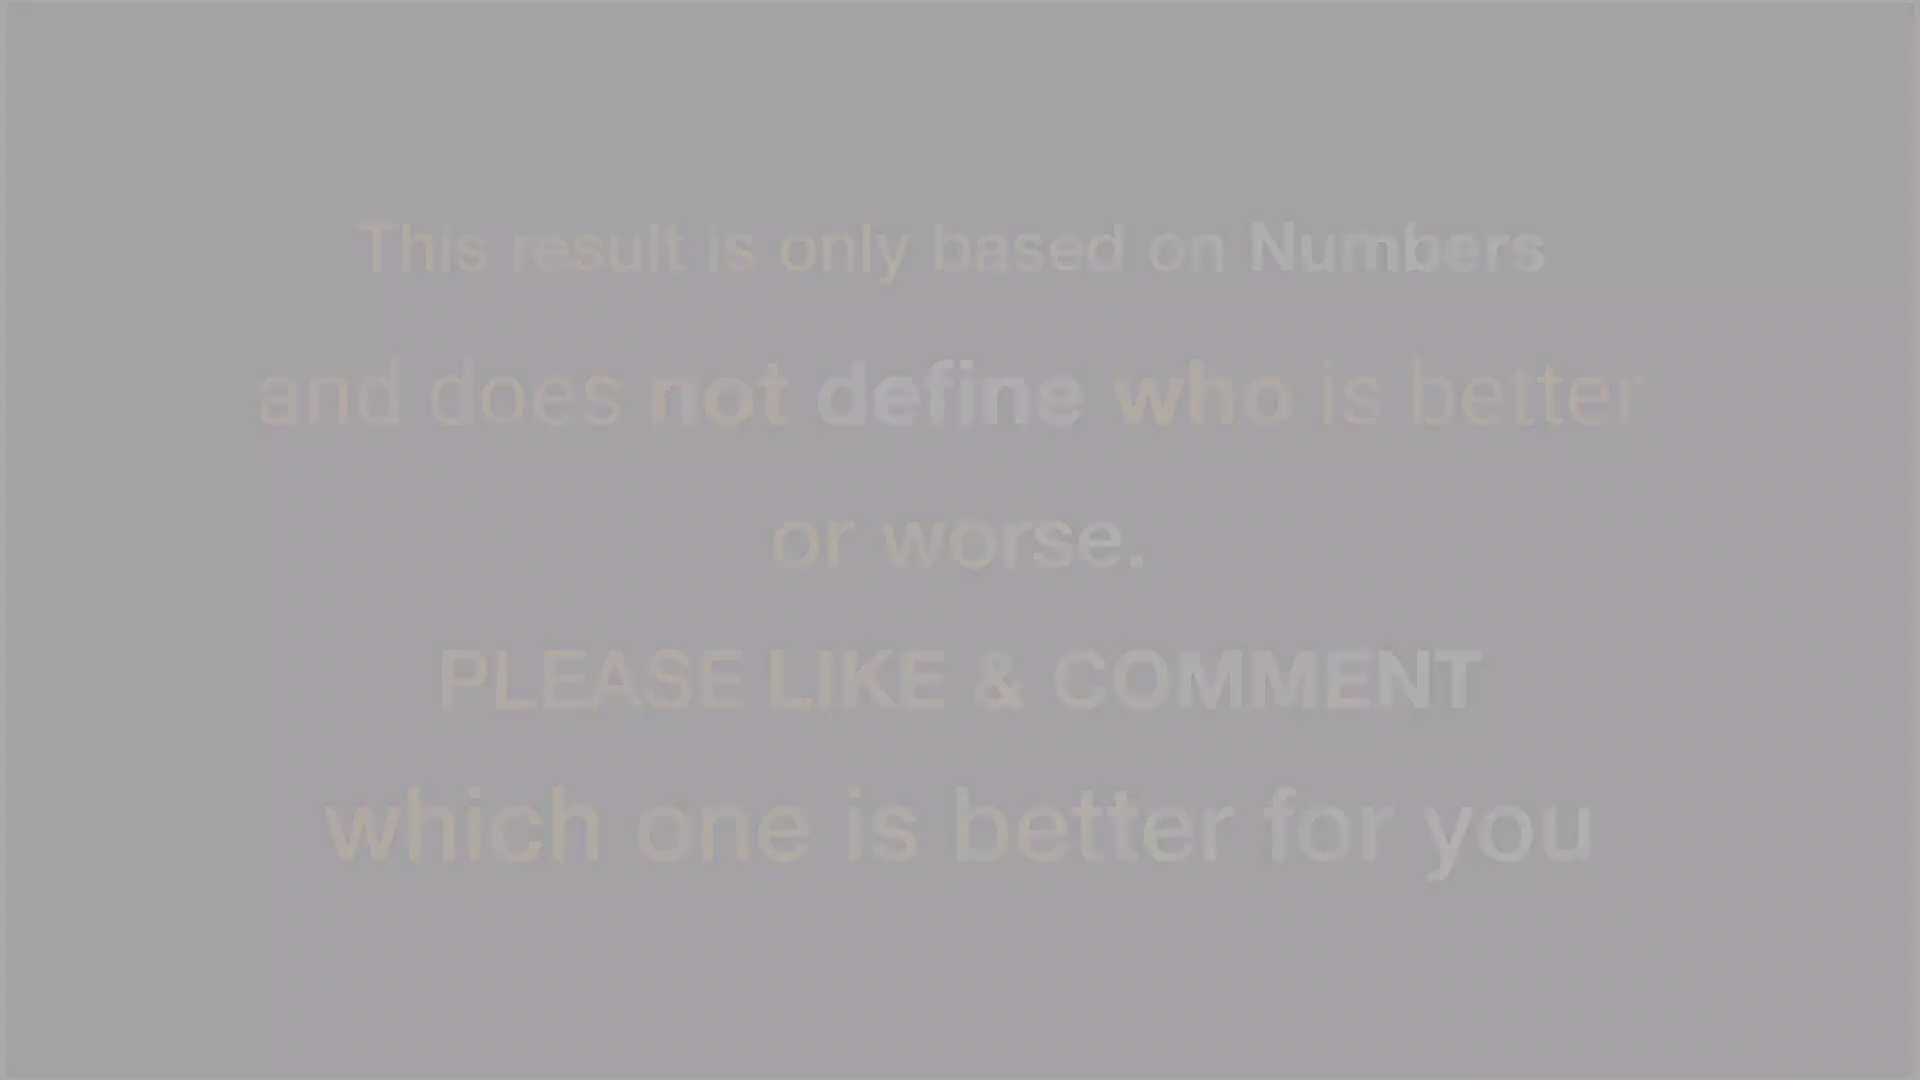 This result is only based on Numbers
and does not define who is better
or worse.
PLEASE LIKE & COMMENT
which one is better for you